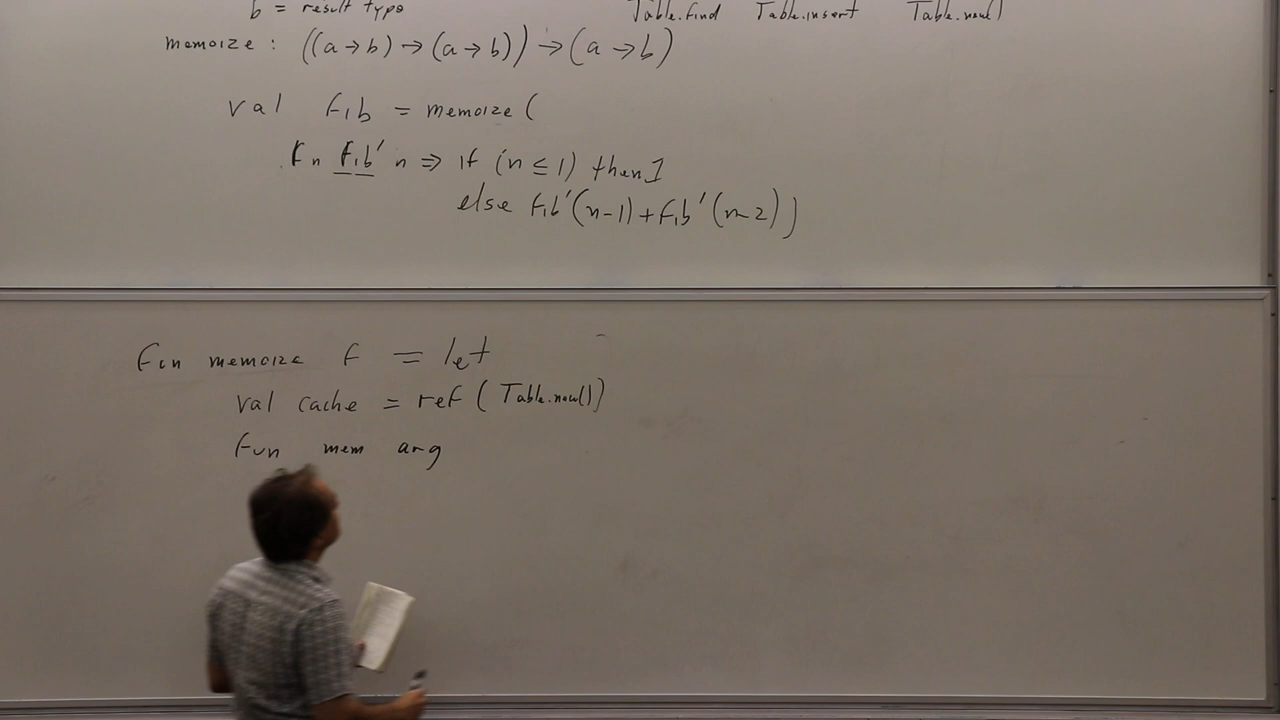 b = result type Table.find Table.insert Table.new()
memoize : ((a → b) → (a → b)) → (a → b)
val fib = memoize (
fn fib' n ⇒ if (n ≤ 1) then 1
else fib'(n-1) + fib'(n-2))
fun memoize f = let
val cache = ref ( Table.new())
fun mem arg